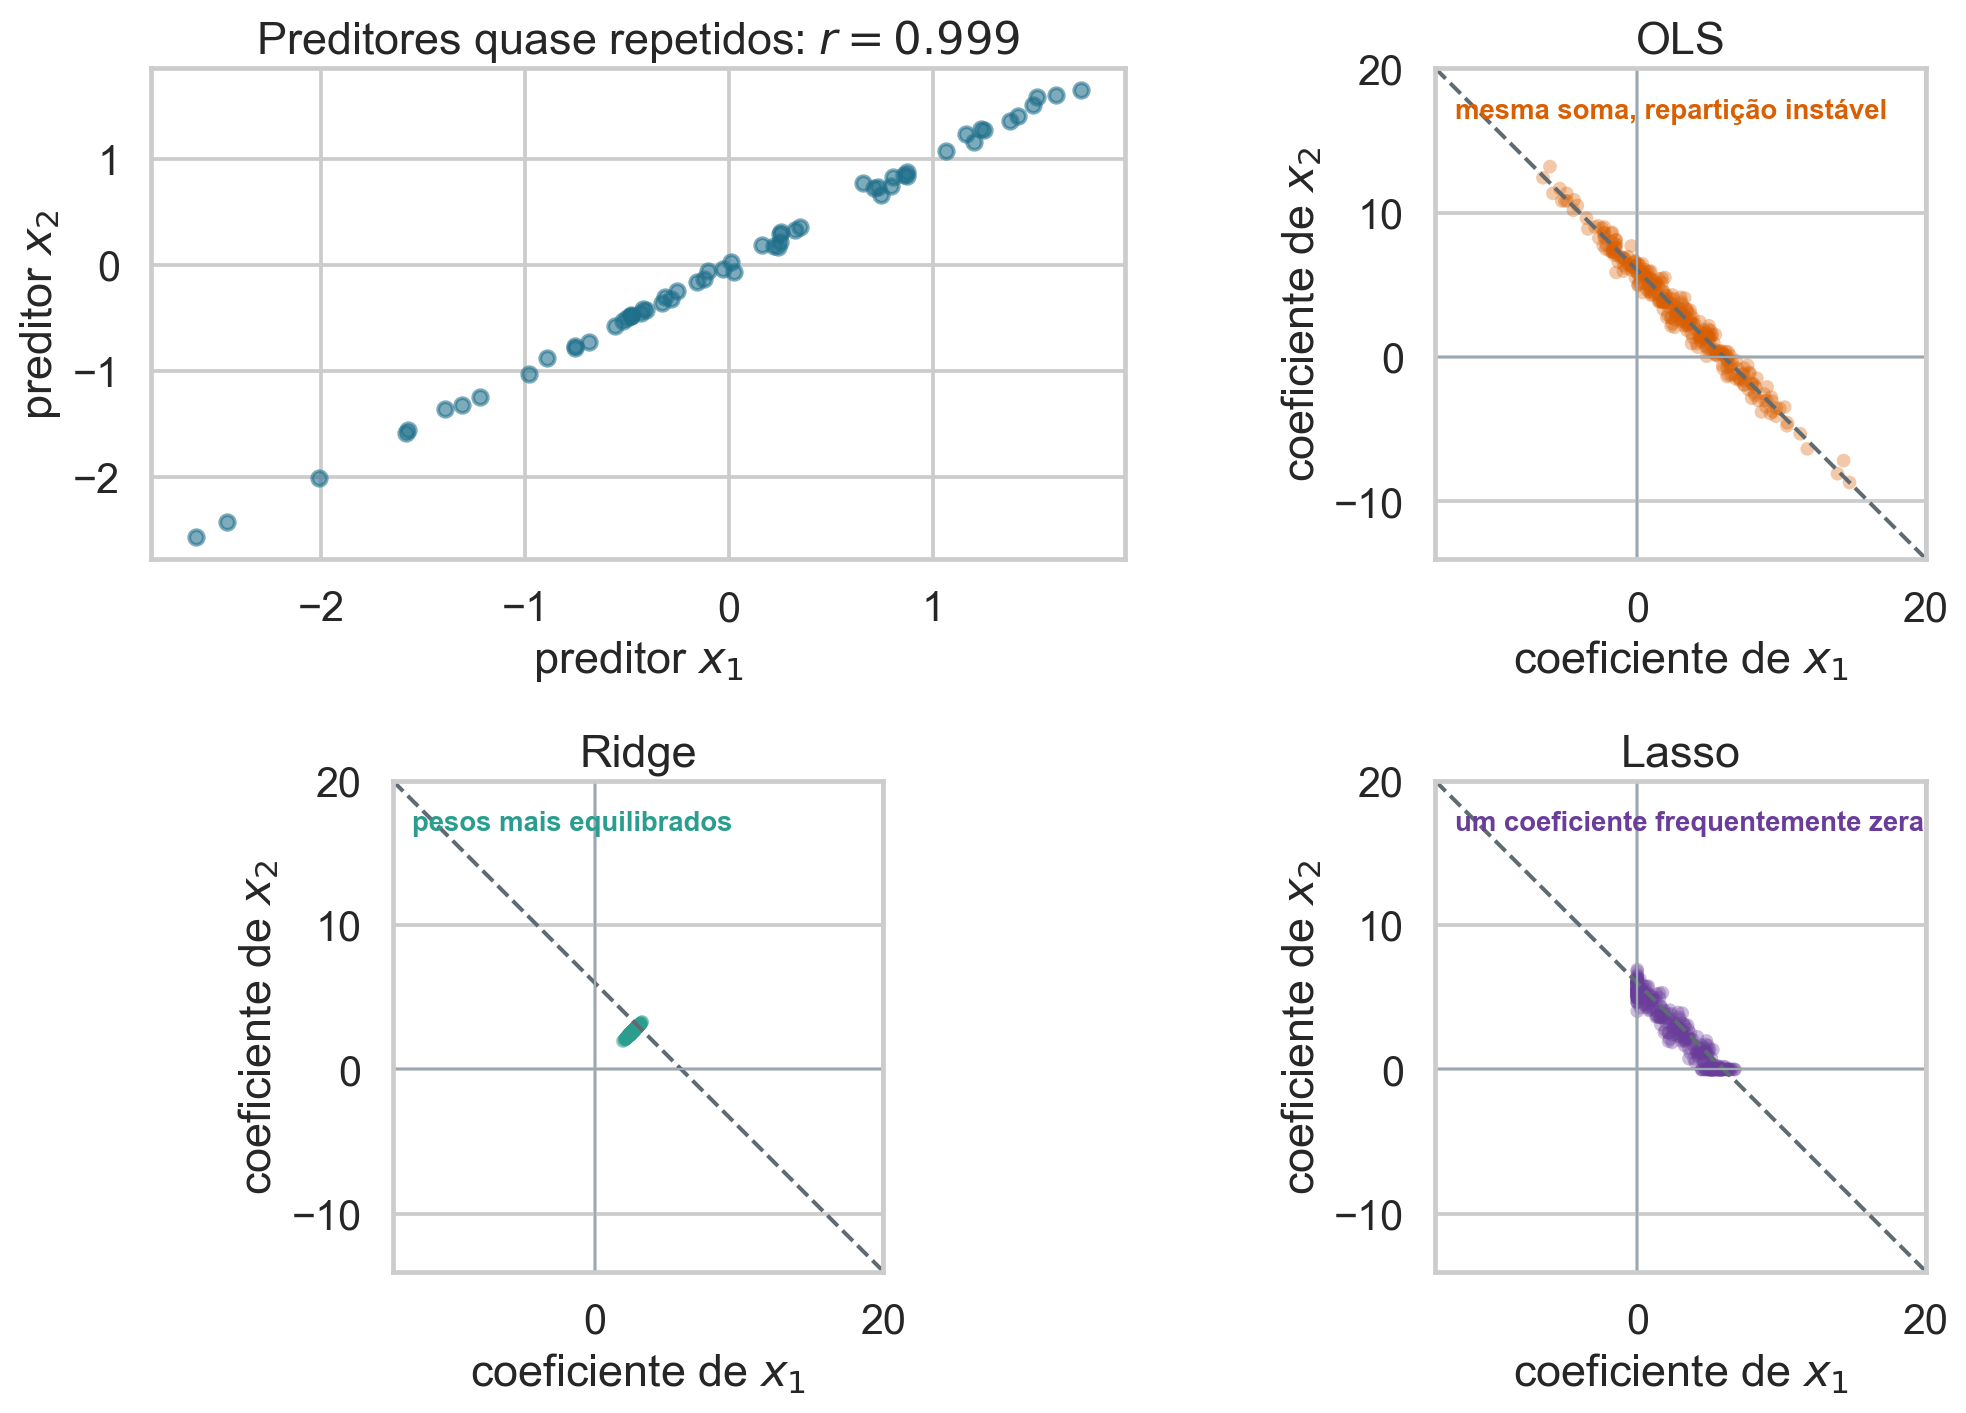 Preditores quase repetidos: r = 0.999
preditor x₂
1
0
−1
−2
−2
−1
0
1
preditor x₁
OLS
mesma soma, repartição instável
coeficiente de x₂
20
10
0
−10
0
20
coeficiente de x₁
Ridge
pesos mais equilibrados
coeficiente de x₂
20
10
0
−10
0
20
coeficiente de x₁
Lasso
um coeficiente frequentemente zera
coeficiente de x₂
20
10
0
−10
0
20
coeficiente de x₁